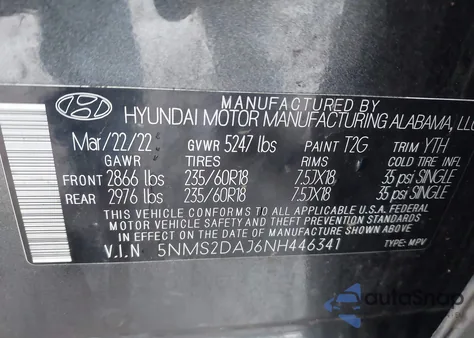 MANUFACTURED BY
HYUNDAI MOTOR MANUFACTURING ALABAMA, LLC
Mar/22/22 GVWR 5247 lbs PAINT T2G TRIM YTH
GAWR TIRES RIMS COLD TIRE INFL
FRONT 2866 lbs 235/60R18 7.5JX18 35 psi SINGLE
REAR 2976 lbs 235/60R18 7.5JX18 35 psi SINGLE
THIS VEHICLE CONFORMS TO ALL APPLICABLE U.S.A. FEDERAL
MOTOR VEHICLE SAFETY AND THEFT PREVENTION STANDARDS
IN EFFECT ON THE DATE OF MANUFACTURE SHOWN ABOVE.
V.I.N 5NMS2DAJ6NH446341 TYPE: MPV
autoSnap